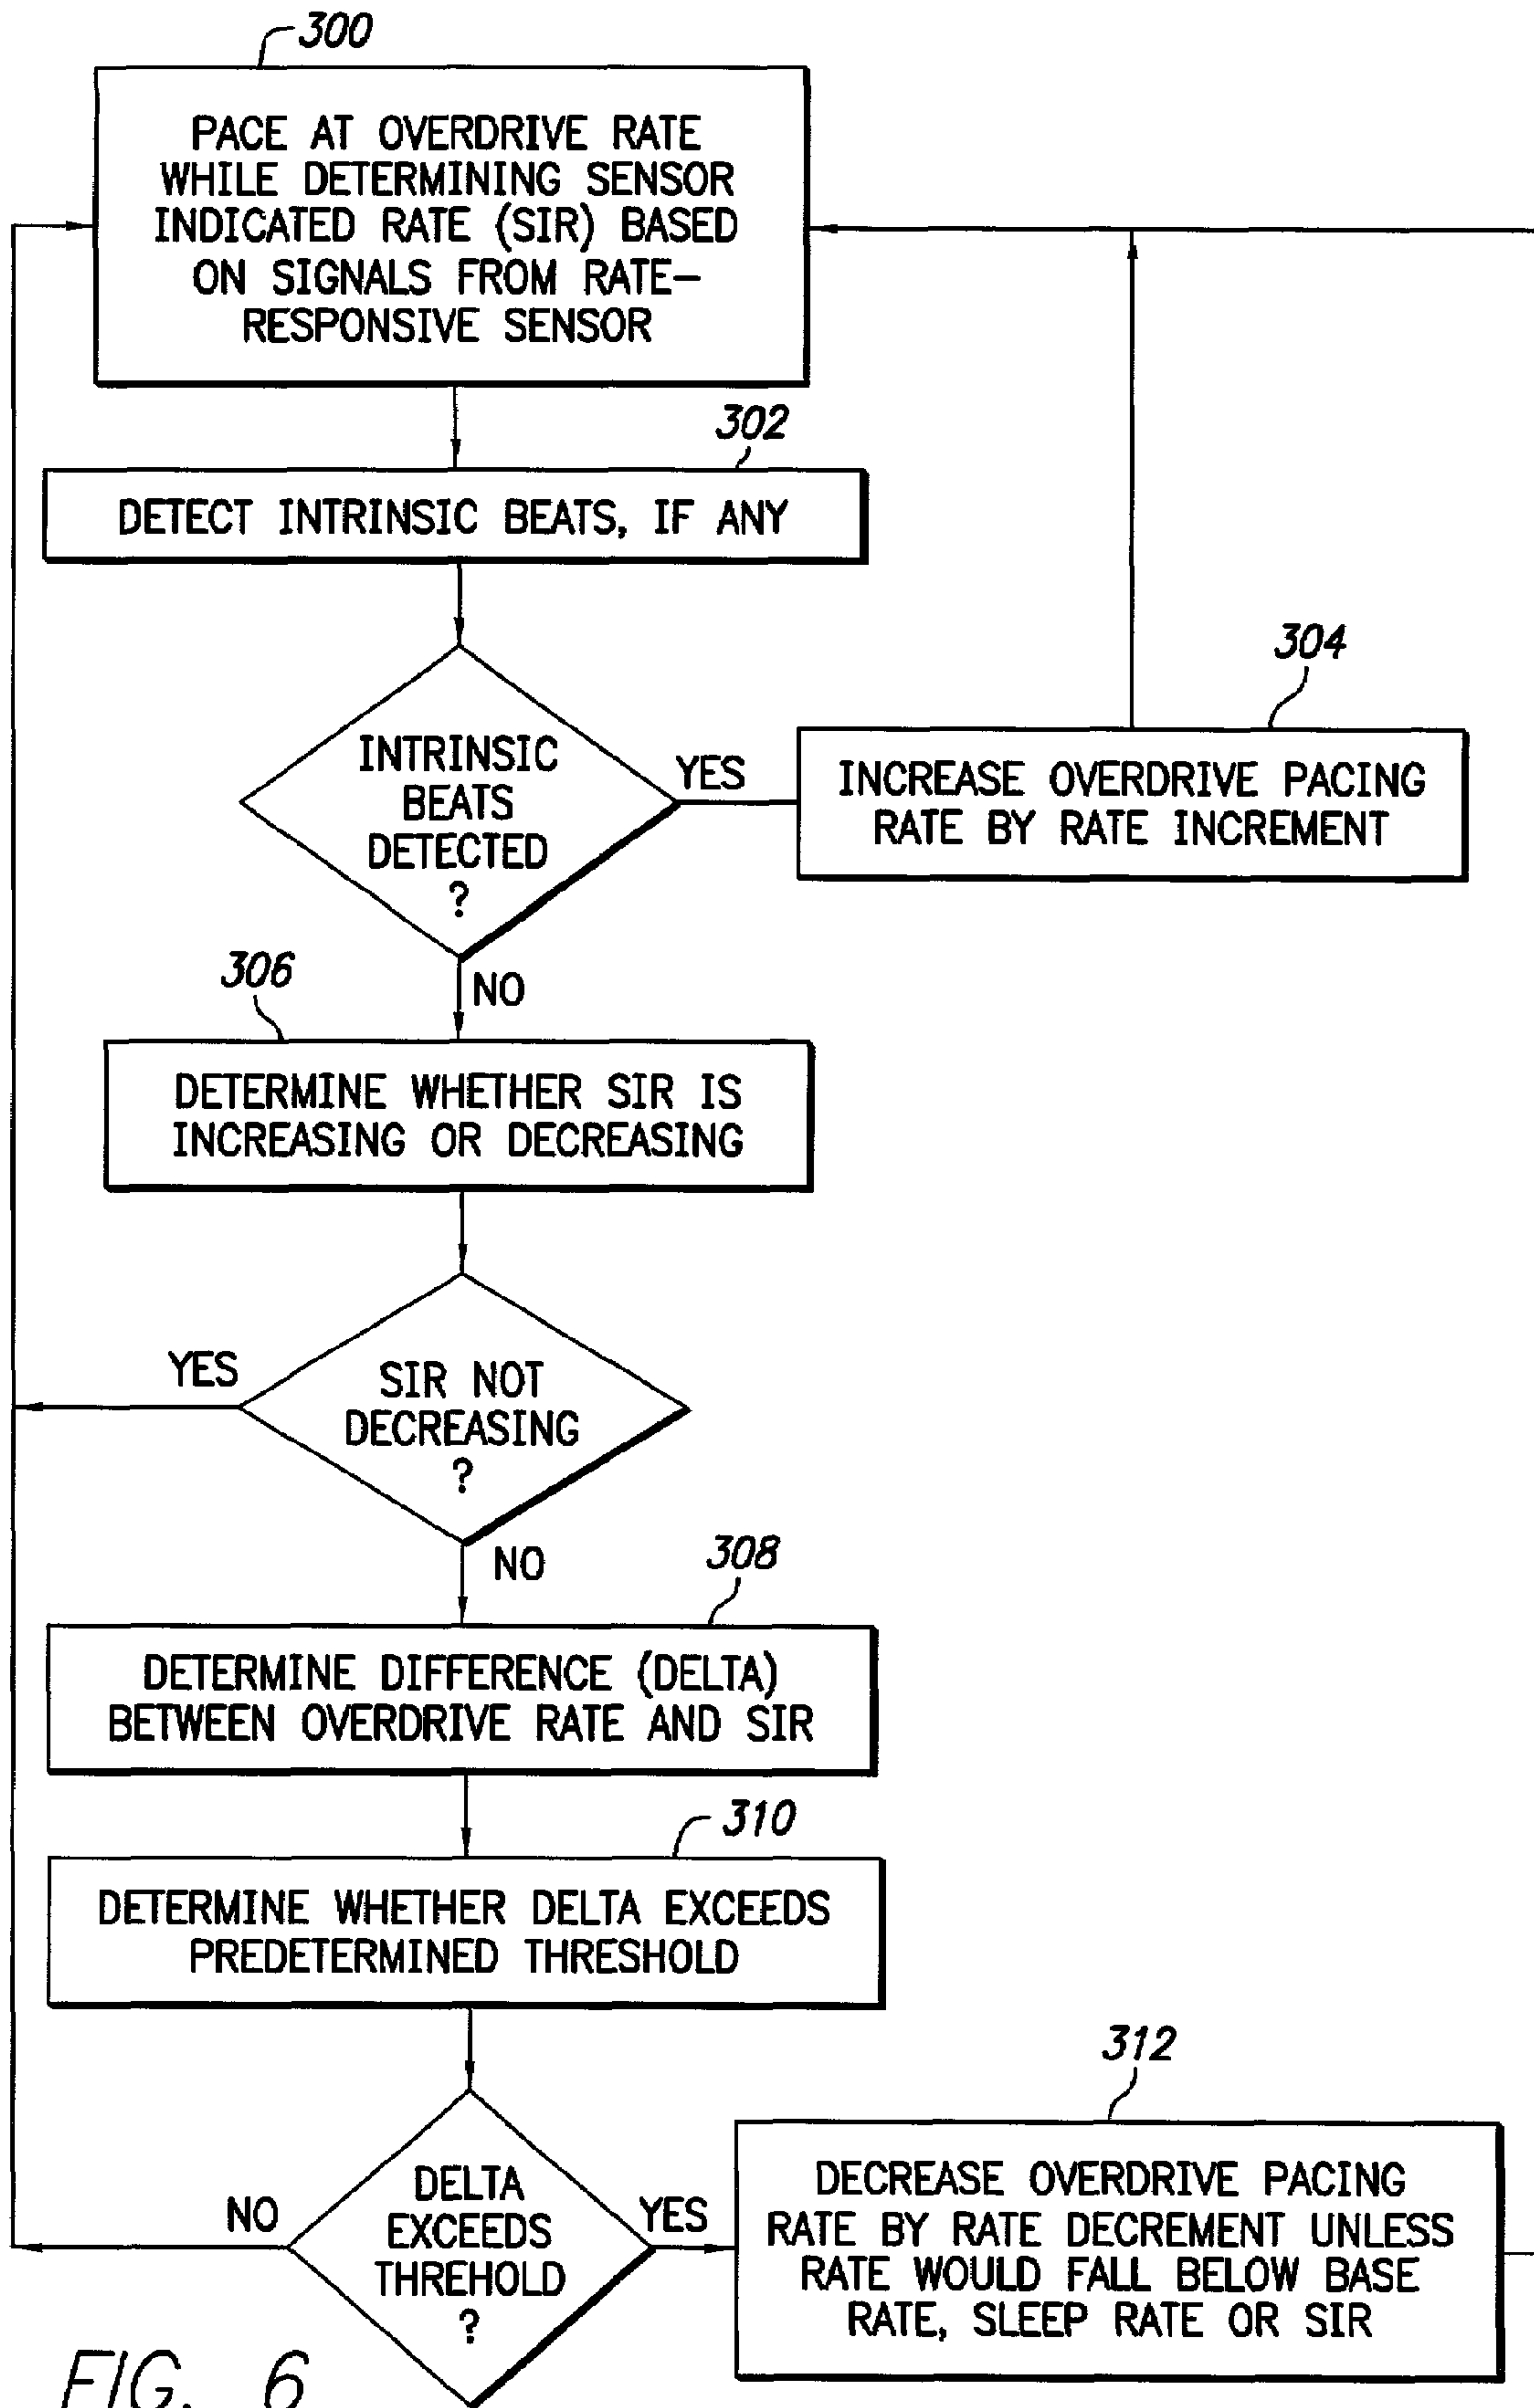 300
PACE AT OVERDRIVE RATE
WHILE DETERMINING SENSOR
INDICATED RATE (SIR) BASED
ON SIGNALS FROM RATE-
RESPONSIVE SENSOR
302
DETECT INTRINSIC BEATS, IF ANY
INTRINSIC
BEATS
DETECTED
?
YES
304
INCREASE OVERDRIVE PACING
RATE BY RATE INCREMENT
NO
306
DETERMINE WHETHER SIR IS
INCREASING OR DECREASING
YES
SIR NOT
DECREASING
?
NO
308
DETERMINE DIFFERENCE (DELTA)
BETWEEN OVERDRIVE RATE AND SIR
310
DETERMINE WHETHER DELTA EXCEEDS
PREDETERMINED THRESHOLD
NO
DELTA
EXCEEDS
THREHOLD
?
YES
312
DECREASE OVERDRIVE PACING
RATE BY RATE DECREMENT UNLESS
RATE WOULD FALL BELOW BASE
RATE, SLEEP RATE OR SIR
FIG. 6